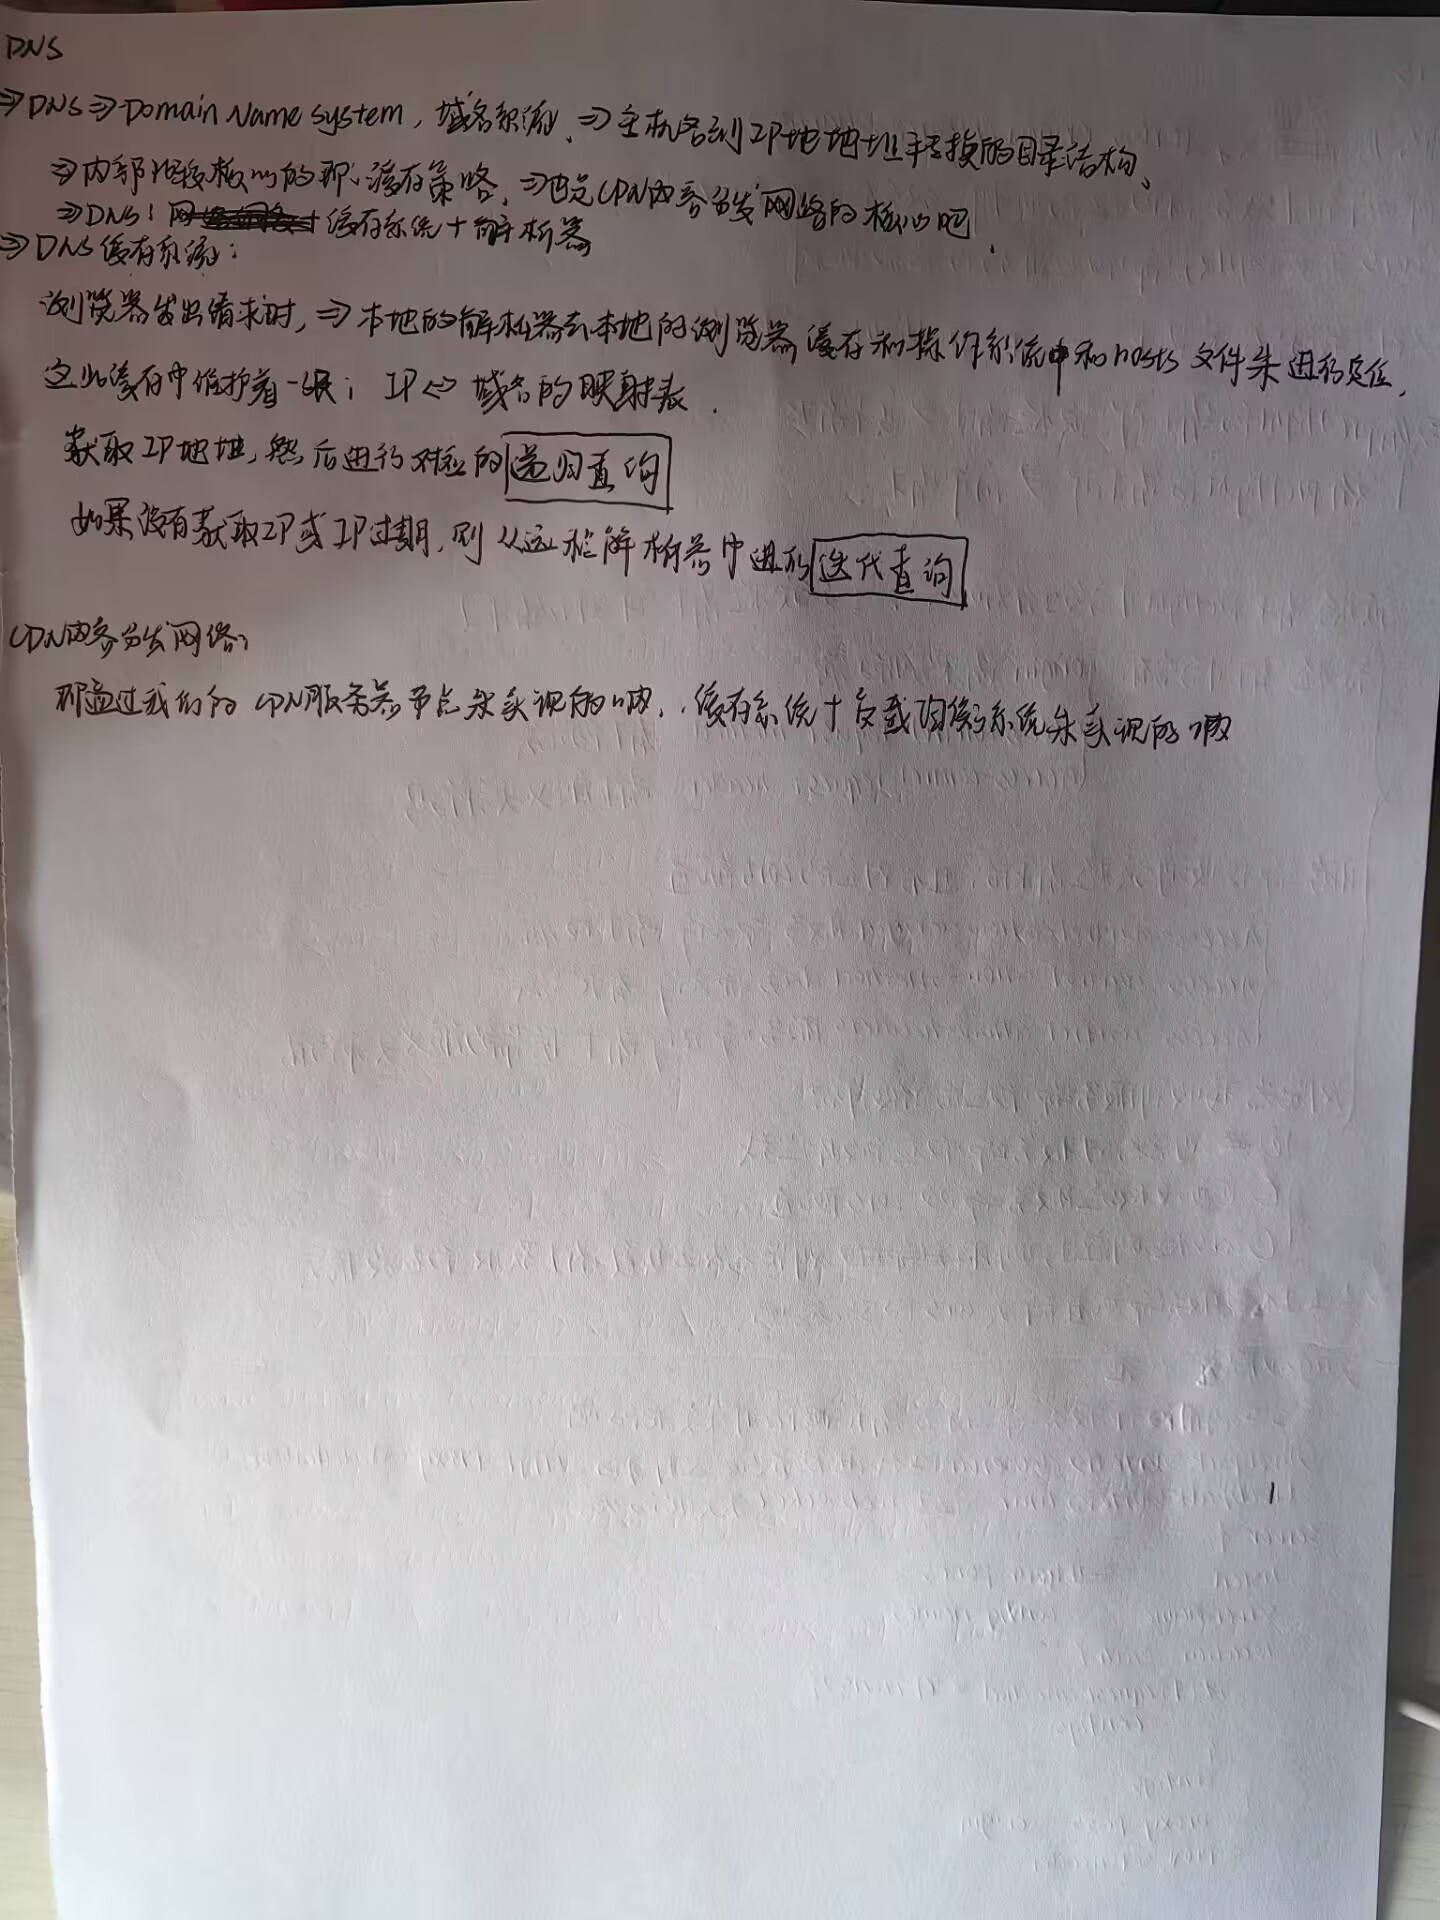 DNS
⇒DNS⇒Domain Name system, 域名系统, ⇒主机名到IP地地址转换的目录结构、
⇒内部比较核心的即:缓存策略, ⇒也是CDN内容分发网络的核心吧
⇒DNS: 缓存系统+解析器
⇒DNS缓存系统:
浏览器发出请求时, ⇒本地的解析器去本地的浏览器缓存和操作系统中和hosts文件来进行定位,
这些缓存中维护着一张: IP⇔域名的映射表.
获取IP地址, 然后进行对应的递归查询
如果没有获取IP或IP过期, 则从远程解析器中进行迭代查询
CDN内容分发网络:
即通过我们的CDN服务器节点来实现的呐, 缓存系统+负载均衡系统来实现的呐